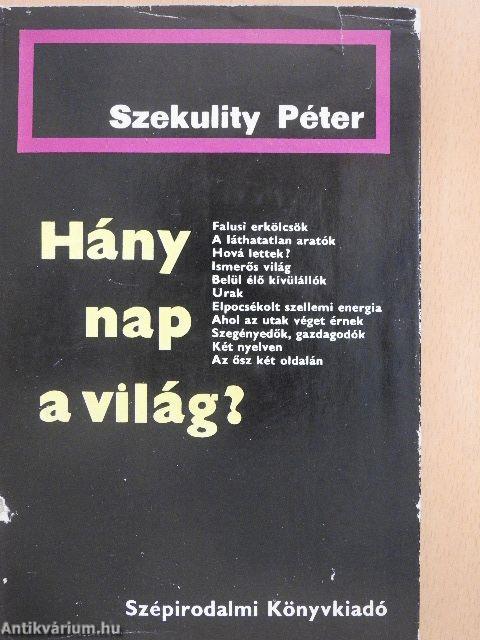 Szekulity Péter
Hány
nap
a világ?
Falusi erkölcsök
A láthatatlan aratók
Hová lettek?
Ismerős világ
Belül élő kívülállók
Urak
Elpocsékolt szellemi energia
Ahol az utak véget érnek
Szegényedők, gazdagodók
Két nyelven
Az ősz két oldalán
Szépirodalmi Könyvkiadó
Antikvárium.hu